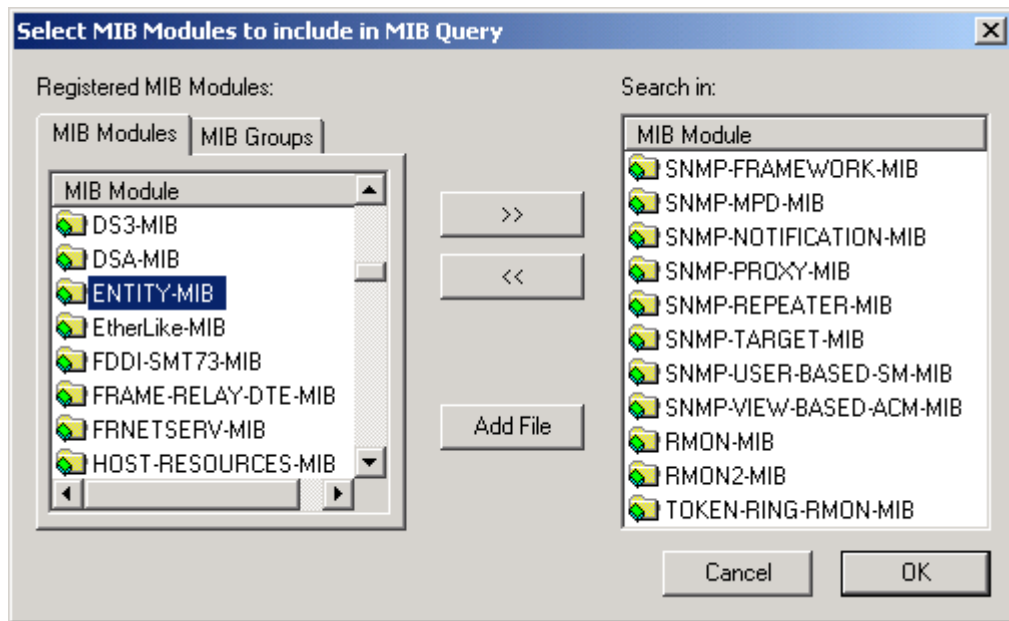 Select MIB Modules to include in MIB Query
Registered MIB Modules:
MIB Modules
MIB Groups
MIB Module
DS3-MIB
DSA-MIB
ENTITY-MIB
EtherLike-MIB
FDDI-SMT73-MIB
FRAME-RELAY-DTE-MIB
FRNETSERV-MIB
HOST-RESOURCES-MIB
>>
<<
Add File
Search in:
MIB Module
SNMP-FRAMEWORK-MIB
SNMP-MPD-MIB
SNMP-NOTIFICATION-MIB
SNMP-PROXY-MIB
SNMP-REPEATER-MIB
SNMP-TARGET-MIB
SNMP-USER-BASED-SM-MIB
SNMP-VIEW-BASED-ACM-MIB
RMON-MIB
RMON2-MIB
TOKEN-RING-RMON-MIB
Cancel
OK